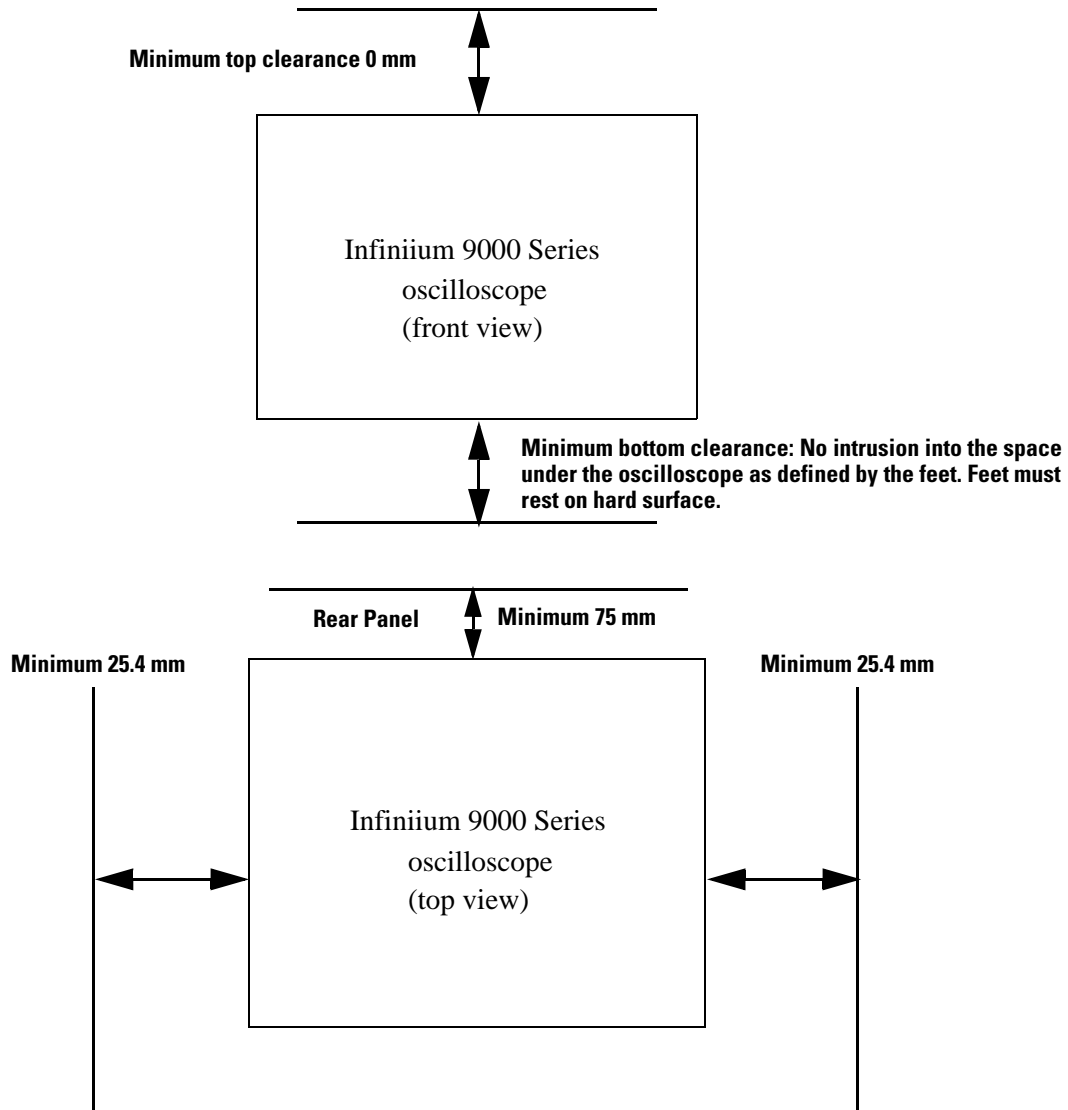 Minimum top clearance 0 mm
Infiniium 9000 Series
oscilloscope
(front view)
Minimum bottom clearance: No intrusion into the space
under the oscilloscope as defined by the feet. Feet must
rest on hard surface.
Rear Panel
Minimum 75 mm
Minimum 25.4 mm
Minimum 25.4 mm
Infiniium 9000 Series
oscilloscope
(top view)